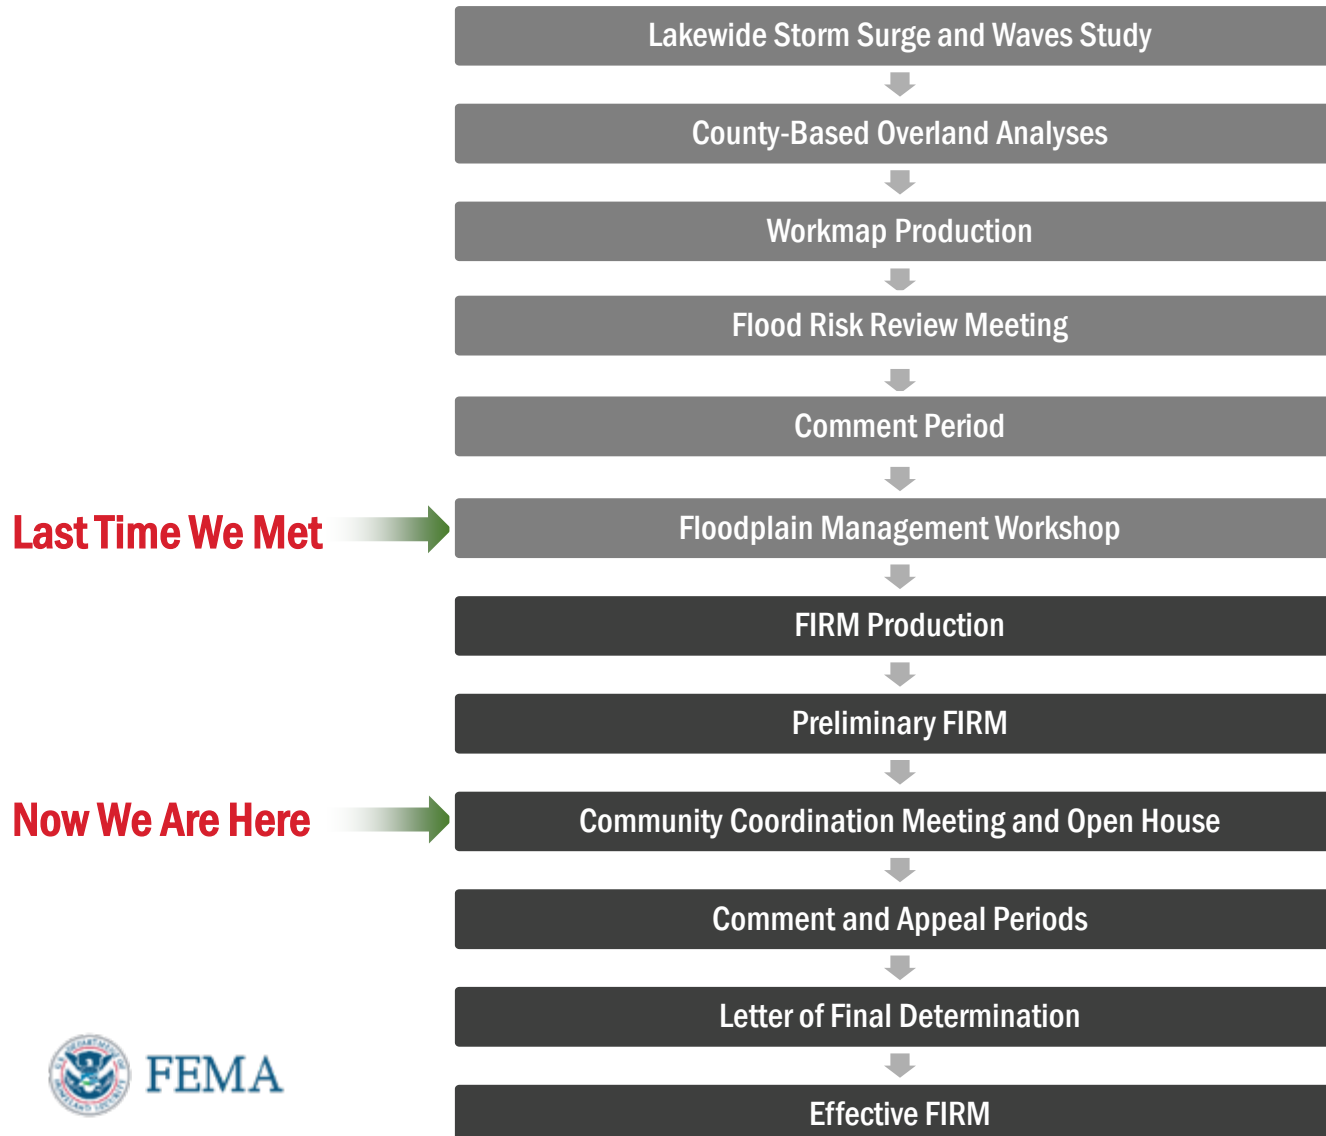 Lakewide Storm Surge and Waves Study
County-Based Overland Analyses
Workmap Production
Flood Risk Review Meeting
Comment Period
Last Time We Met
Floodplain Management Workshop
FIRM Production
Preliminary FIRM
Now We Are Here
Community Coordination Meeting and Open House
Comment and Appeal Periods
Letter of Final Determination
FEMA
Effective FIRM